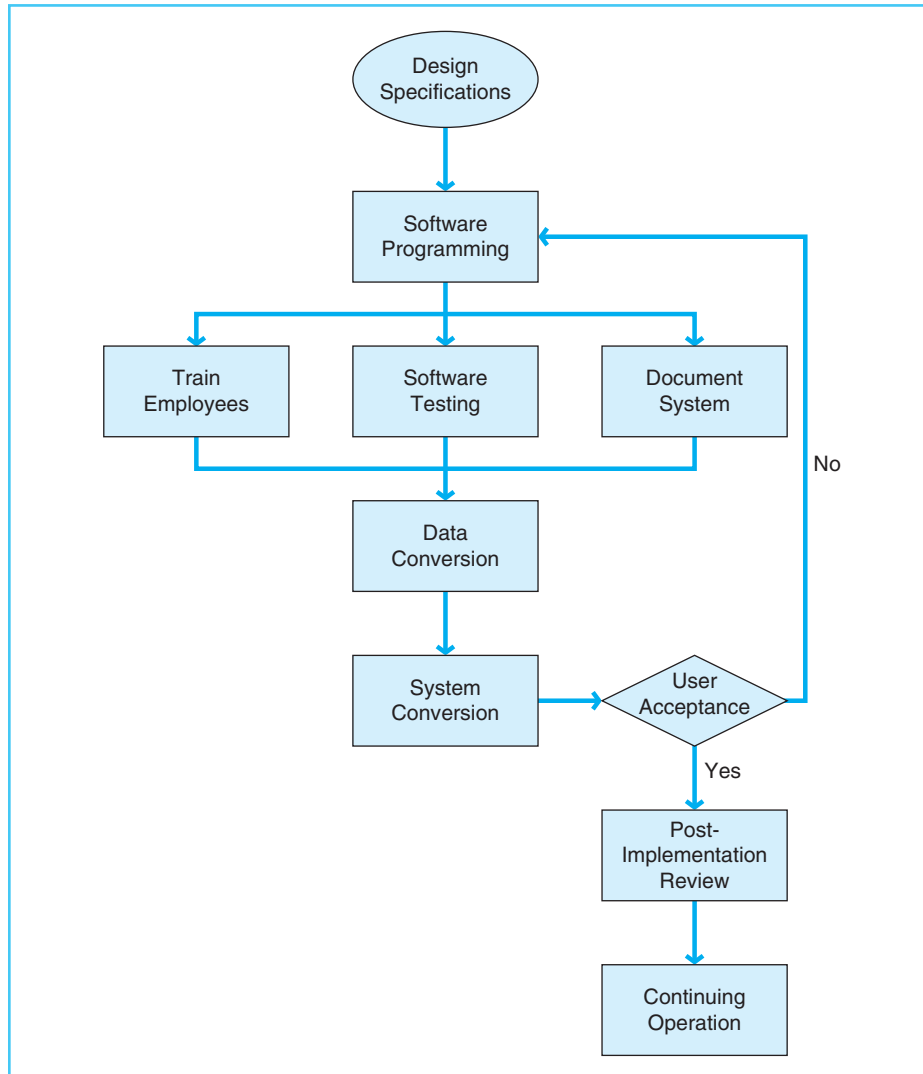 Design
Specifications
Software
Programming
Train
Employees
Software
Testing
Document
System
No
Data
Conversion
System
Conversion
User
Acceptance
Yes
Post-
Implementation
Review
Continuing
Operation